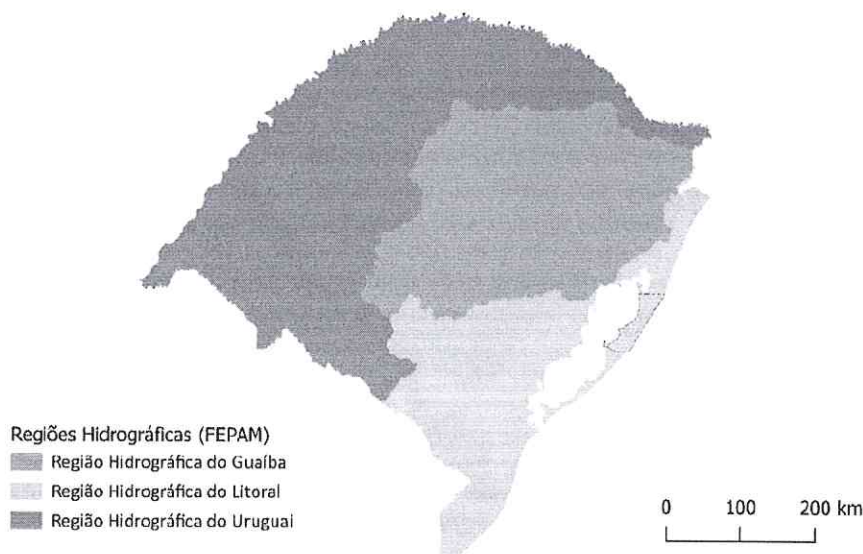 Regiões Hidrográficas (FEPAM)
Região Hidrográfica do Guaíba
Região Hidrográfica do Litoral
Região Hidrográfica do Uruguai
0 100 200 km